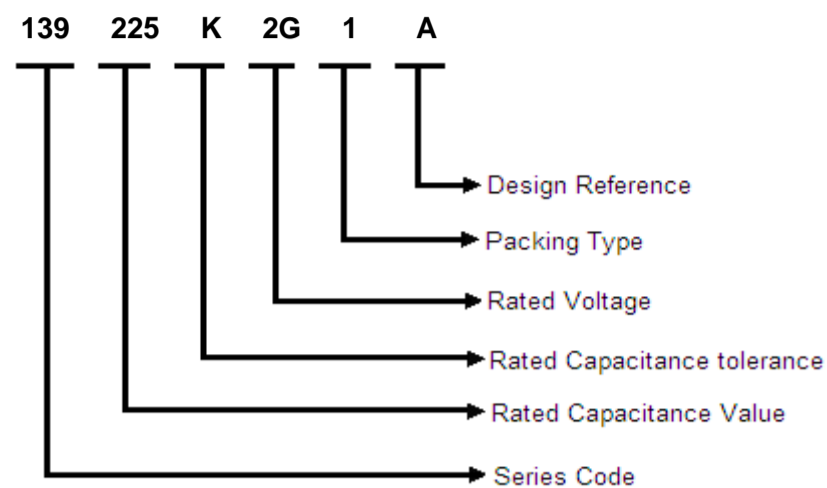 139 225 K 2G 1 A
Design Reference
Packing Type
Rated Voltage
Rated Capacitance tolerance
Rated Capacitance Value
Series Code